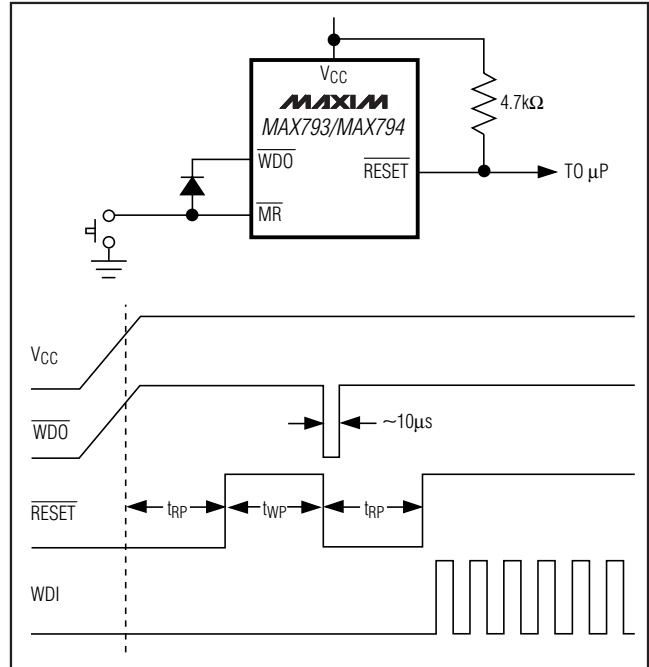 VCC
MAXIM
MAX793/MAX794
4.7kΩ
WDO
RESET
TO µP
MR
VCC
WDO
~10µs
RESET
tRP
tWP
tRP
WDI